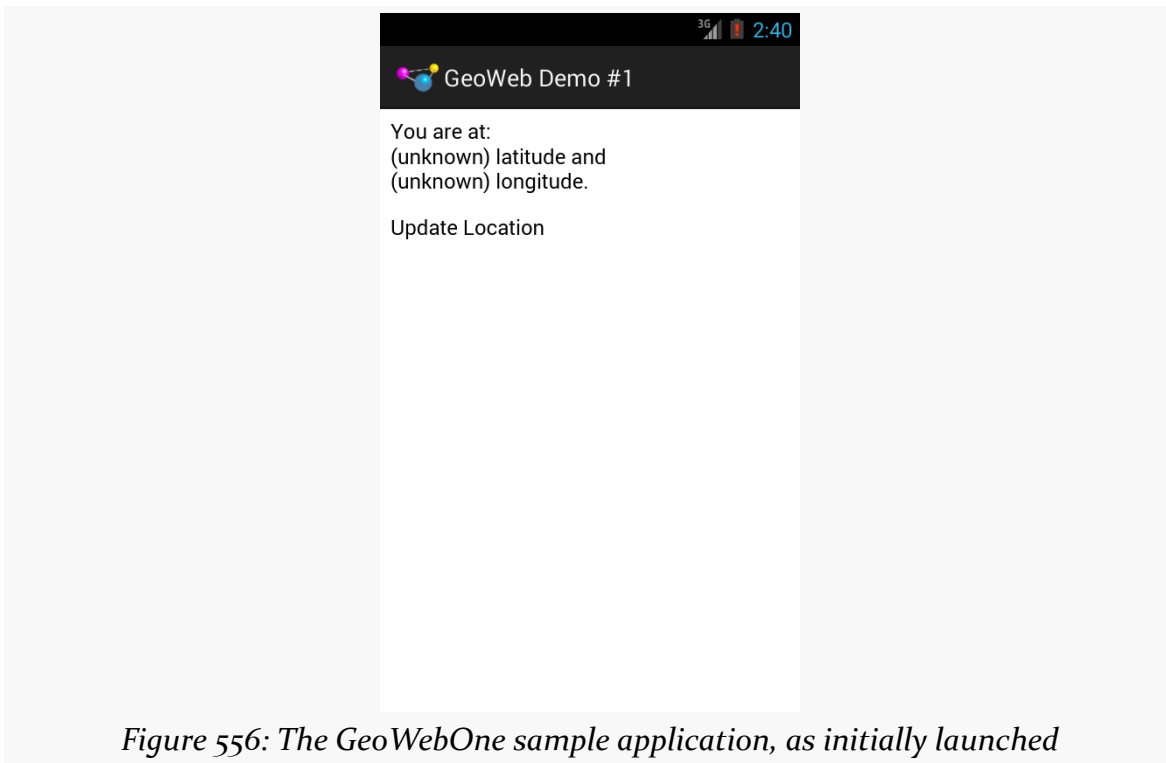 3G 2:40
GeoWeb Demo #1
You are at:
(unknown) latitude and
(unknown) longitude.
Update Location
Figure 556: The GeoWebOne sample application, as initially launched